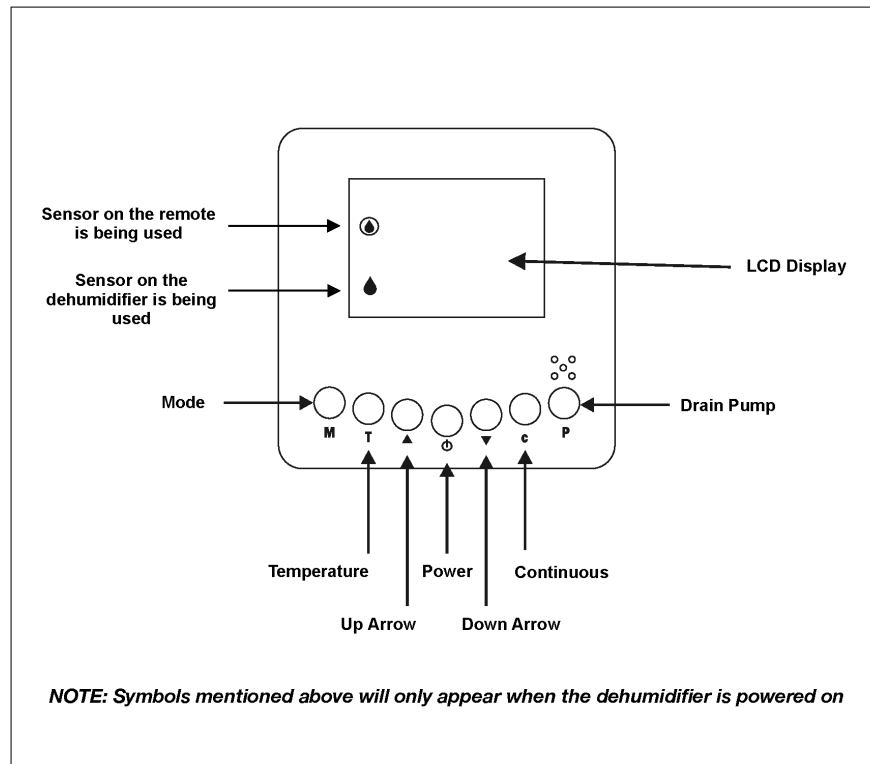 Sensor on the remote
is being used
Sensor on the
dehumidifier is being
used
LCD Display
Mode
Drain Pump
M
T
▲
▼
c
P
Temperature
Power
Continuous
Up Arrow
Down Arrow
NOTE: Symbols mentioned above will only appear when the dehumidifier is powered on